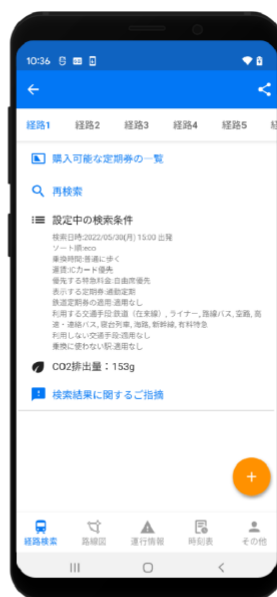 10:36
経路1 経路2 経路3 経路4 経路5
購入可能な定期券の一覧
再検索
設定中の検索条件
検索日時:2022/05/30(月) 15:00 出発
ソート順:eco
乗換時間:普通に歩く
運賃:ICカード優先
優先する特急料金:自由席優先
表示する定期券:通勤定期
鉄道定期券の適用:適用なし
利用する交通手段:鉄道（在来線）, ライナー, 路線バス, 空路, 高
速・連絡バス, 寝台列車, 海路, 新幹線, 有料特急
利用しない交通手段:適用なし
乗換に使わない駅:適用なし
CO2排出量：153g
検索結果に関するご指摘
+
経路検索 路線図 運行情報 時刻表 その他